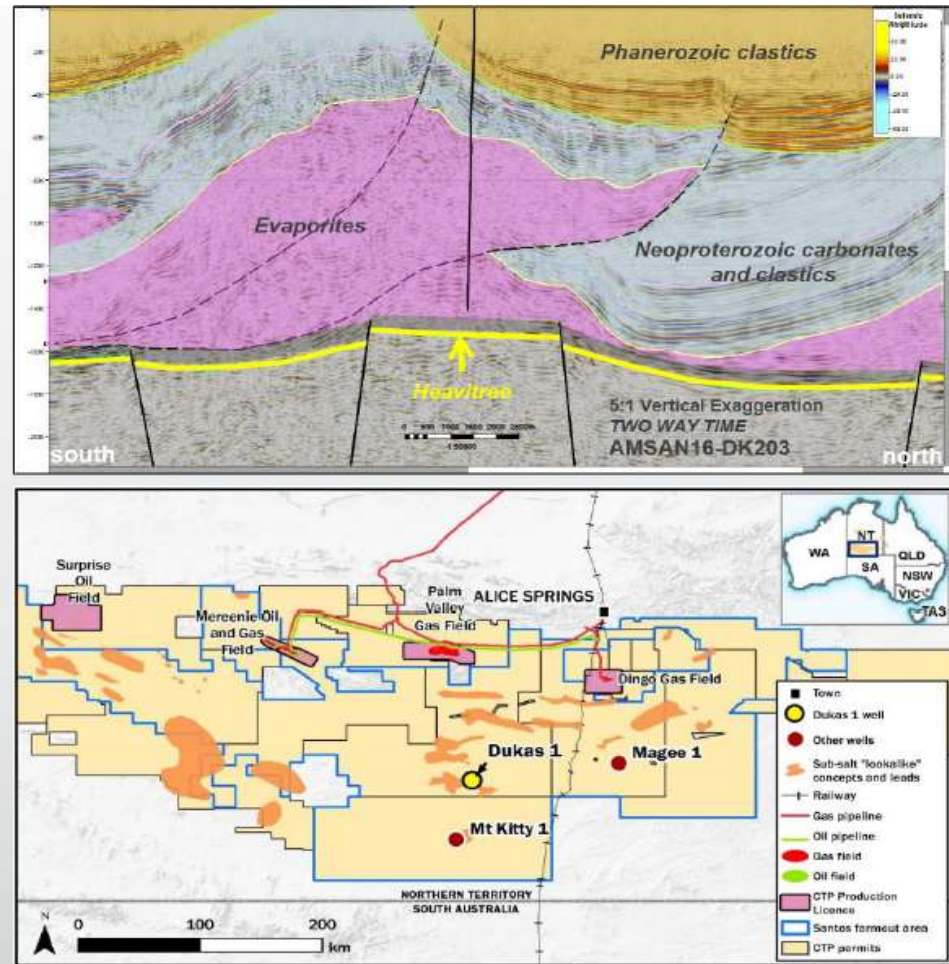 Seismic
Amplitude
Phanerozoic clastics
Evaporites
Neoproterozoic carbonates
and clastics
Heavitree
5:1 Vertical Exaggeration
TWO WAY TIME
AMSAN16-DK203
south
north
Surprise
Oil
Field
Mereenie Oil
and Gas
Field
Palm
Valley
Gas Field
ALICE SPRINGS
Dingo Gas Field
Dukas 1
Magee 1
Mt Kitty 1
NORTHERN TERRITORY
SOUTH AUSTRALIA
N
0 100 200
km
WA
NT
QLD
SA
NSW
VIC
TAS
Town
Dukas 1 well
Other wells
Sub-salt "lookalike"
concepts and leads
Railway
Gas pipeline
Oil pipeline
Gas field
Oil field
CTP Production
Licence
Santos farmout area
CTP permits